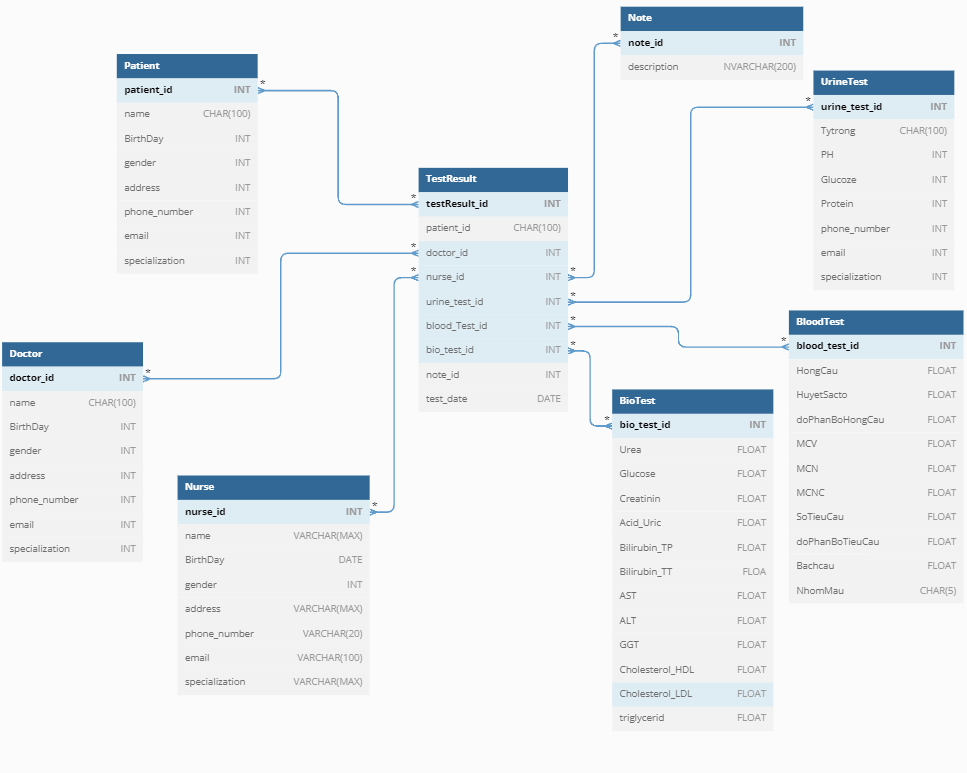 Note
note_id INT
description NVARCHAR(200)
Patient
patient_id INT
name CHAR(100)
BirthDay INT
gender INT
address INT
phone_number INT
email INT
specialization INT
UrineTest
urine_test_id INT
Tytrong CHAR(100)
PH INT
Glucoze INT
Protein INT
phone_number INT
email INT
specialization INT
TestResult
testResult_id INT
patient_id CHAR(100)
doctor_id INT
nurse_id INT
urine_test_id INT
blood_Test_id INT
bio_test_id INT
note_id INT
test_date DATE
BloodTest
blood_test_id INT
HongCau FLOAT
HuyetSacto FLOAT
doPhanBoHongCau FLOAT
MCV FLOAT
MCN FLOAT
MCNC FLOAT
SoTieuCau FLOAT
doPhanBoTieuCau FLOAT
Bachcau FLOAT
NhomMau CHAR(5)
Doctor
doctor_id INT
name CHAR(100)
BirthDay INT
gender INT
address INT
phone_number INT
email INT
specialization INT
BioTest
bio_test_id INT
Urea FLOAT
Glucose FLOAT
Creatinin FLOAT
Acid_Uric FLOAT
Bilirubin_TP FLOAT
Bilirubin_TT FLOA
AST FLOAT
ALT FLOAT
GGT FLOAT
Cholesterol_HDL FLOAT
Cholesterol_LDL FLOAT
triglycerid FLOAT
Nurse
nurse_id INT
name VARCHAR(MAX)
BirthDay DATE
gender INT
address VARCHAR(MAX)
phone_number VARCHAR(20)
email VARCHAR(100)
specialization VARCHAR(MAX)